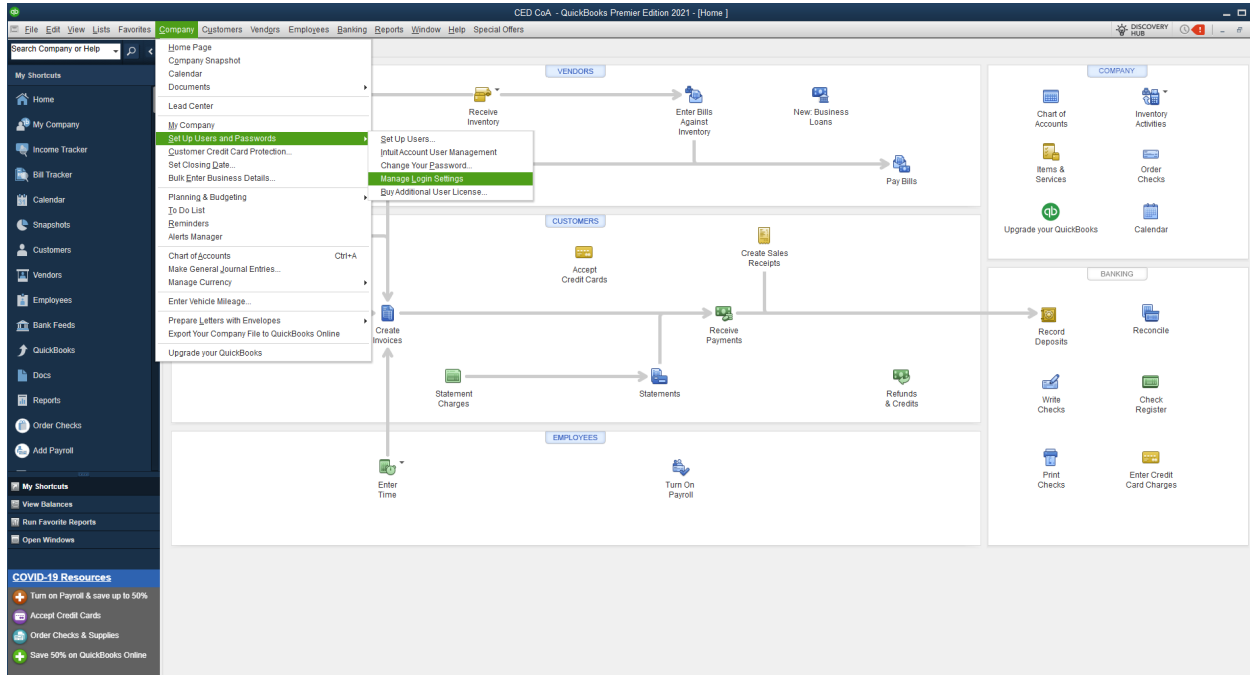 CED CoA - QuickBooks Premier Edition 2021 - [Home ]
File Edit View Lists Favorites Company Customers Vendors Employees Banking Reports Window Help Special Offers
DISCOVERY
HUB
Search Company or Help
My Shortcuts
Home
My Company
Income Tracker
Bill Tracker
Calendar
Snapshots
Customers
Vendors
Employees
Bank Feeds
QuickBooks
Docs
Reports
Order Checks
Add Payroll
My Shortcuts
View Balances
Run Favorite Reports
Open Windows
COVID-19 Resources
Turn on Payroll & save up to 50%
Accept Credit Cards
Order Checks & Supplies
Save 50% on QuickBooks Online
Home Page
Company Snapshot
Calendar
Documents
Lead Center
My Company
Set Up Users and Passwords
Customer Credit Card Protection...
Set Closing Date...
Bulk Enter Business Details...
Planning & Budgeting
To Do List
Reminders
Alerts Manager
Chart of Accounts Ctrl+A
Make General Journal Entries...
Manage Currency
Enter Vehicle Mileage...
Prepare Letters with Envelopes
Export Your Company File to QuickBooks Online
Upgrade your QuickBooks
Set Up Users...
Intuit Account User Management
Change Your Password...
Manage Login Settings
Buy Additional User License...
VENDORS
Receive
Inventory
Enter Bills
Against
Inventory
New: Business
Loans
Pay Bills
CUSTOMERS
Accept
Credit Cards
Create Sales
Receipts
Create
Invoices
Receive
Payments
Statement
Charges
Statements
Refunds
& Credits
EMPLOYEES
Enter
Time
Turn On
Payroll
COMPANY
Chart of
Accounts
Inventory
Activities
Items &
Services
Order
Checks
qb
Upgrade your QuickBooks
Calendar
BANKING
Record
Deposits
Reconcile
Write
Checks
Check
Register
Print
Checks
Enter Credit
Card Charges